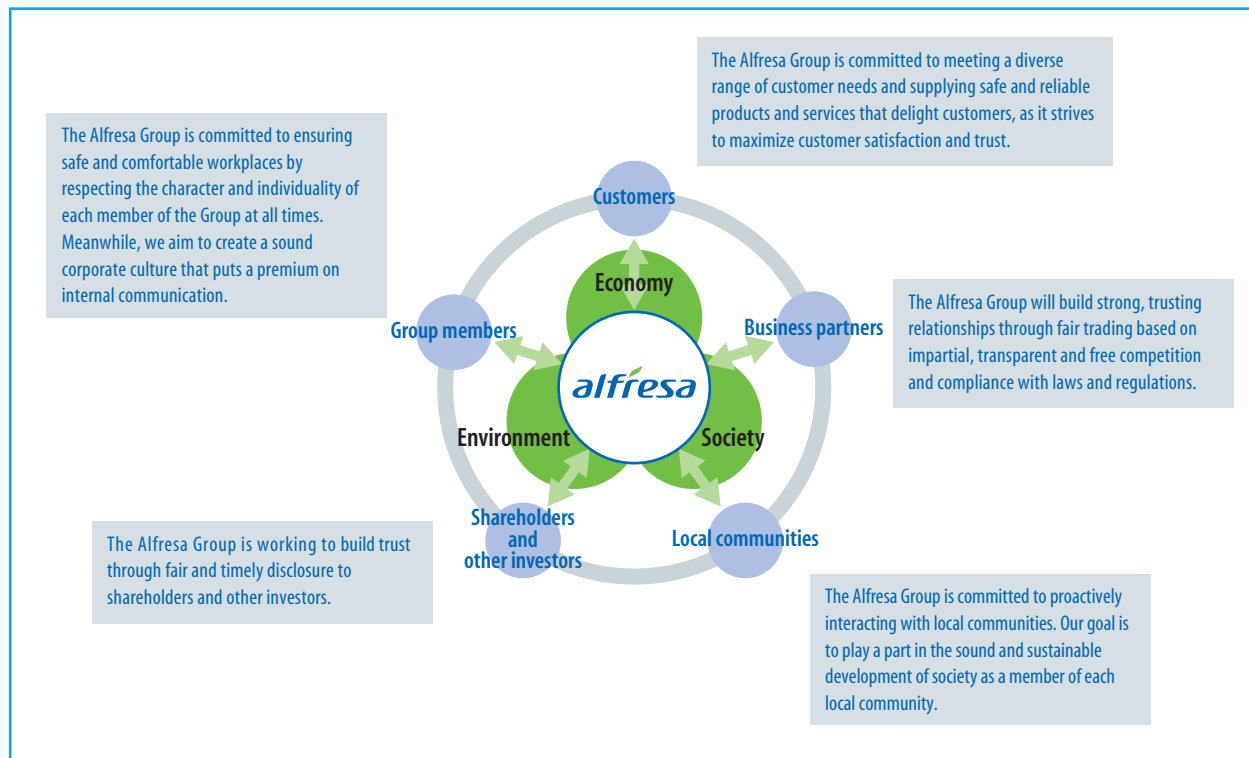 The Alfresa Group is committed to meeting a diverse
range of customer needs and supplying safe and reliable
products and services that delight customers, as it strives
to maximize customer satisfaction and trust.
The Alfresa Group is committed to ensuring
safe and comfortable workplaces by
respecting the character and individuality of
each member of the Group at all times.
Meanwhile, we aim to create a sound
corporate culture that puts a premium on
internal communication.
Customers
Economy
Group members
Business partners
The Alfresa Group will build strong, trusting
relationships through fair trading based on
impartial, transparent and free competition
and compliance with laws and regulations.
alfresa
Environment
Society
Shareholders
and
other investors
Local communities
The Alfresa Group is working to build trust
through fair and timely disclosure to
shareholders and other investors.
The Alfresa Group is committed to proactively
interacting with local communities. Our goal is
to play a part in the sound and sustainable
development of society as a member of each
local community.